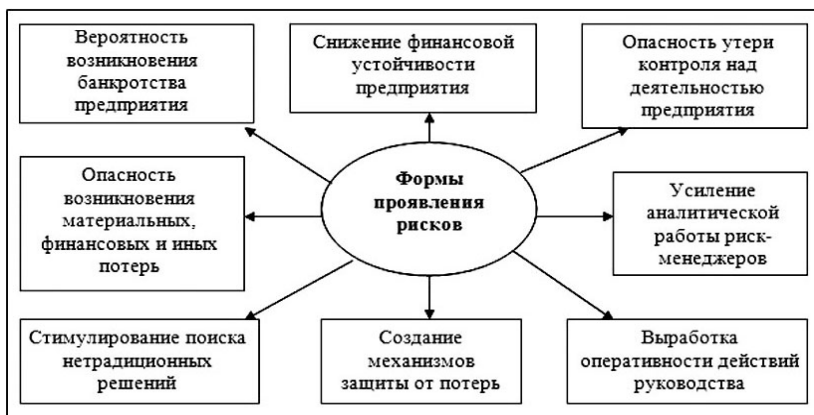 Вероятность
возникновения
банкротства
предприятия
Снижение финансовой
устойчивости
предприятия
Опасность утери
контроля над
деятельностью
предприятия
Опасность
возникновения
материальных,
финансовых и иных
потерь
Формы
проявления
рисков
Усиление
аналитической
работы риск-
менеджеров
Стимулирование поиска
нетрадиционных
решений
Создание
механизмов
защиты от потерь
Выработка
оперативности действий
руководства